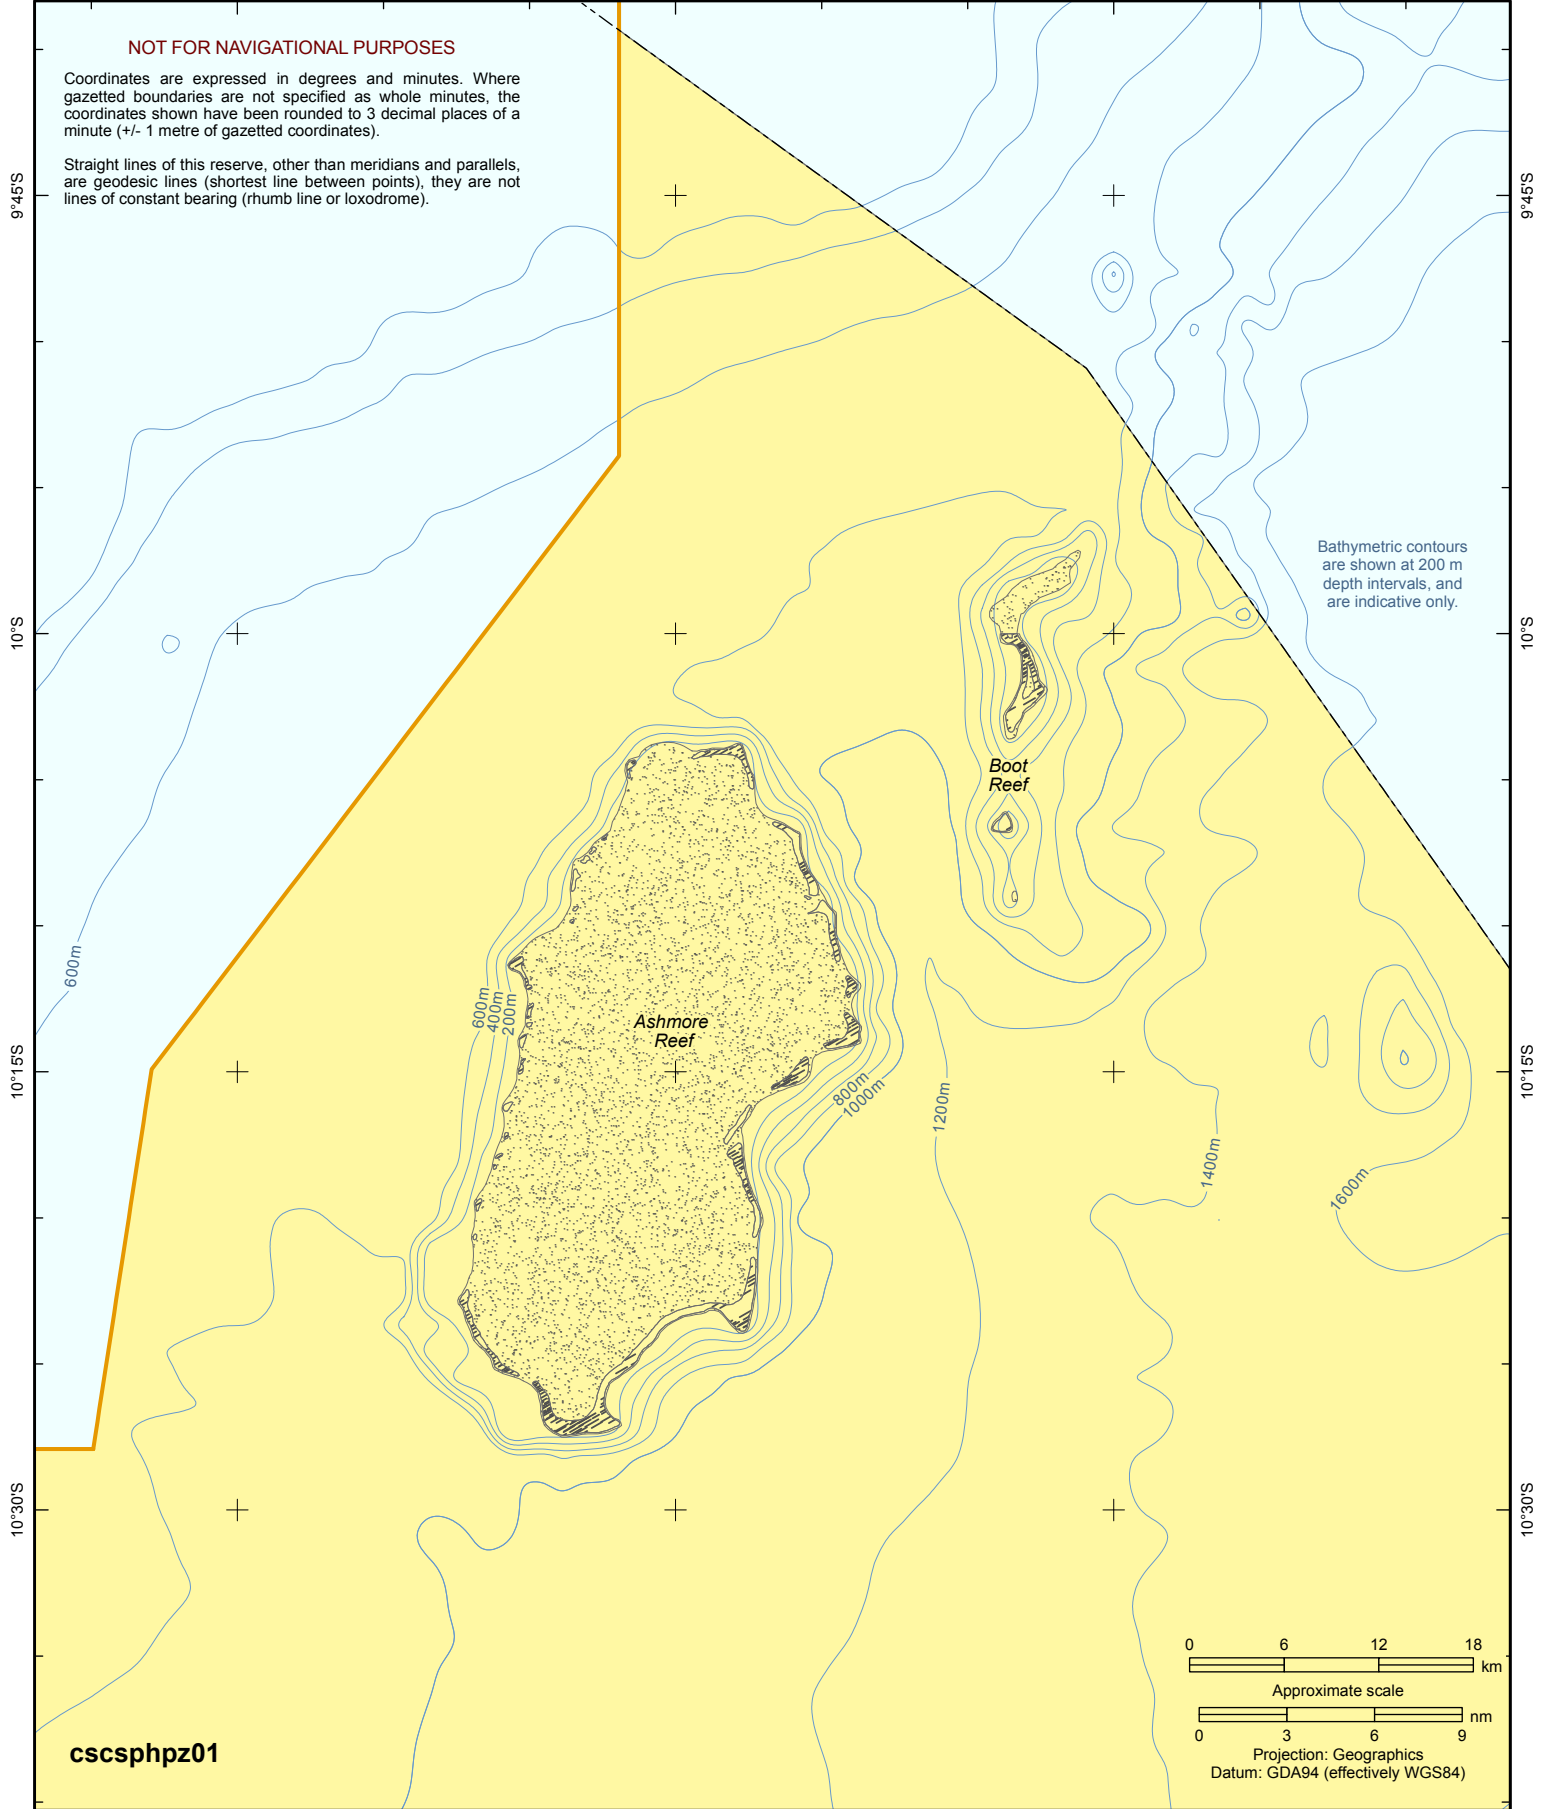 NOT FOR NAVIGATIONAL PURPOSES
Coordinates are expressed in degrees and minutes. Where
gazetted boundaries are not specified as whole minutes, the
coordinates shown have been rounded to 3 decimal places of a
minute (+/- 1 metre of gazetted coordinates).
Straight lines of this reserve, other than meridians and parallels,
are geodesic lines (shortest line between points), they are not
lines of constant bearing (rhumb line or loxodrome).
9°45'S
9°45'S
Bathymetric contours
are shown at 200 m
depth intervals, and
are indicative only.
10°S
10°S
Boot
Reef
600m
600m
400m
200m
Ashmore
Reef
10°15'S
10°15'S
800m
1000m
1200m
1400m
1600m
10°30'S
10°30'S
0 6 12 18
km
Approximate scale
nm
0 3 6 9
Projection: Geographics
Datum: GDA94 (effectively WGS84)
cscsphpz01